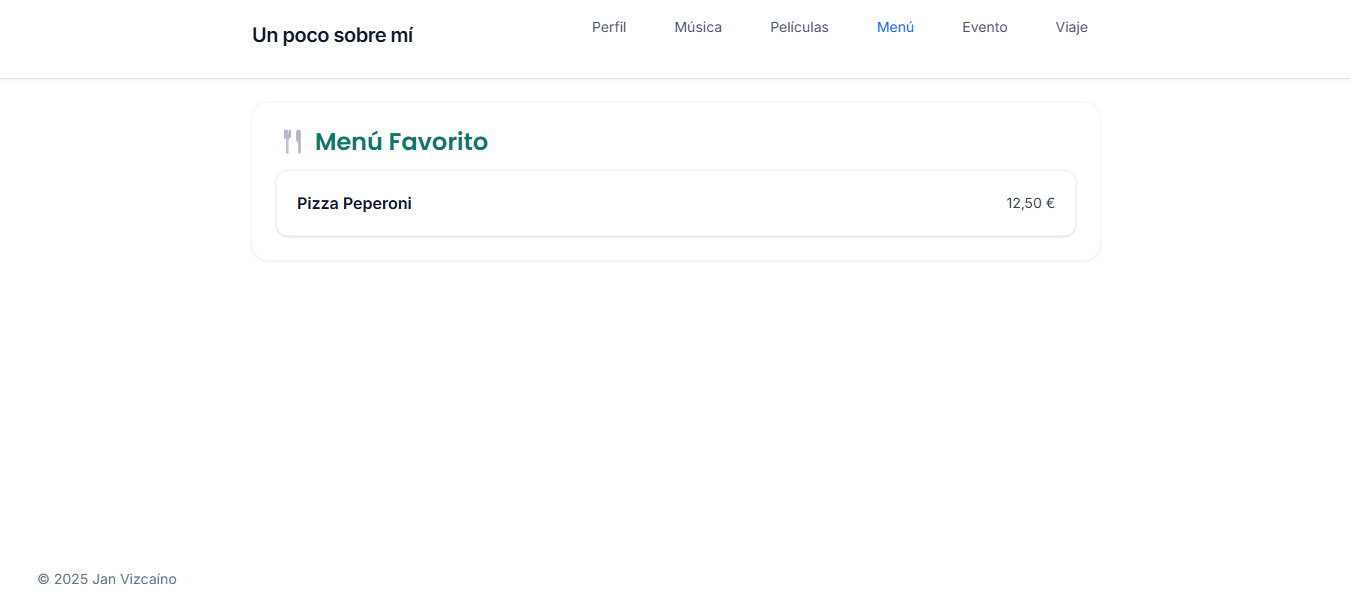 Un poco sobre mí
Perfil Música Películas Menú Evento Viaje
Menú Favorito
Pizza Peperoni 12,50 €
© 2025 Jan Vizcaíno